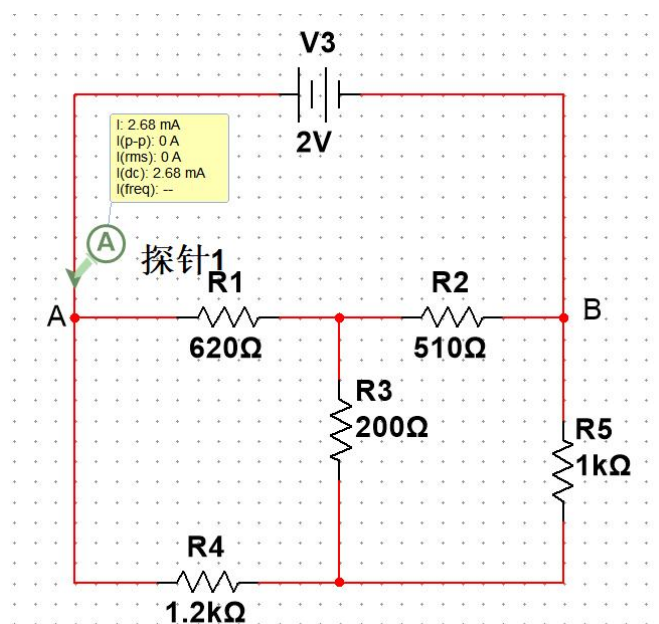 V3
2V
I: 2.68 mA
I(p-p): 0 A
I(rms): 0 A
I(dc): 2.68 mA
I(freq): --
A
探针1
R1
R2
A
B
620Ω
510Ω
R3
200Ω
R5
1kΩ
R4
1.2kΩ